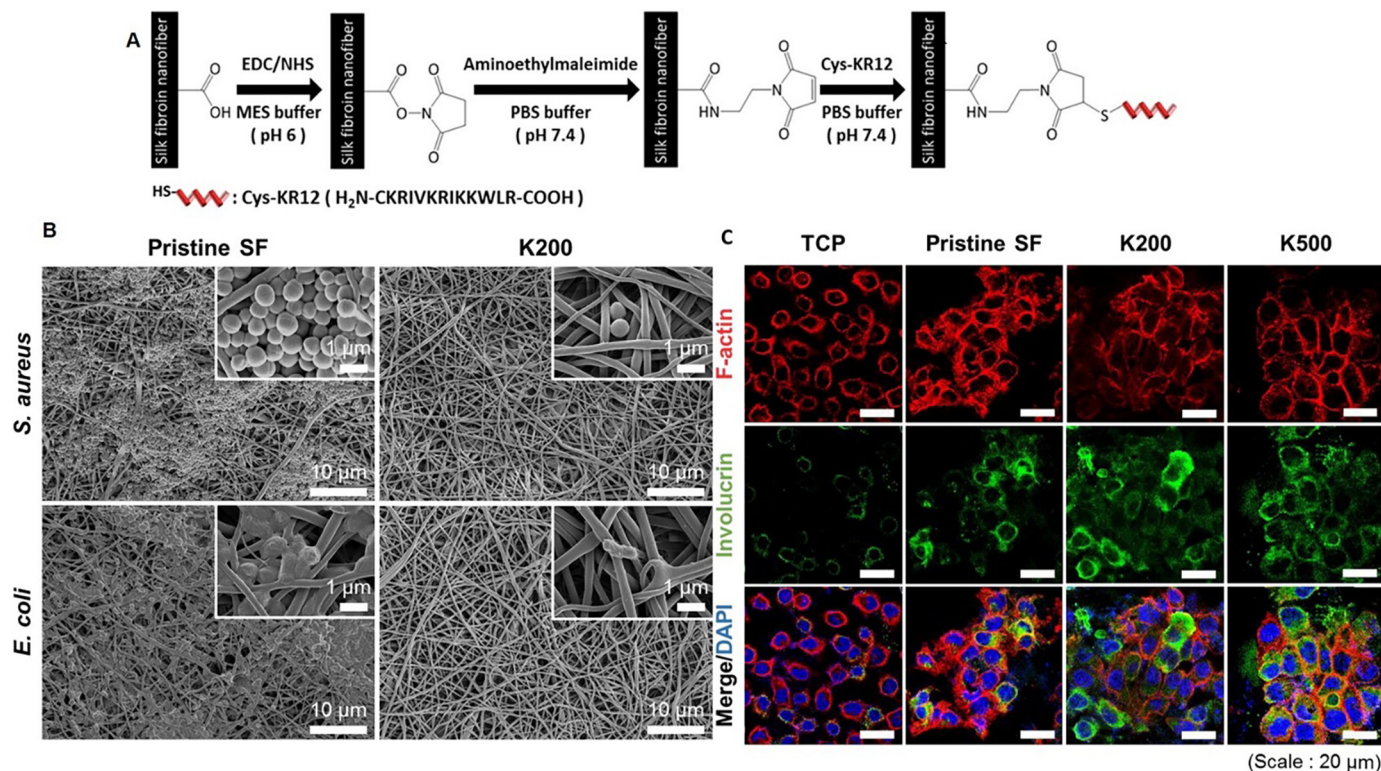 A
Silk fibroin nanofiber
O
OH
EDC/NHS
MES buffer
( pH 6 )
Silk fibroin nanofiber
O
O
N
O
O
Aminoethylmaleimide
PBS buffer
( pH 7.4 )
Silk fibroin nanofiber
O
HN
N
O
O
Cys-KR12
PBS buffer
( pH 7.4 )
Silk fibroin nanofiber
O
HN
N
O
O
S
HS- : Cys-KR12 ( H₂N-CKRIVKRIKKWLR-COOH )
B
Pristine SF K200
S. aureus
1 µm
10 µm
1 µm
10 µm
E. coli
1 µm
10 µm
1 µm
10 µm
C
TCP Pristine SF K200 K500
F-actin
Involucrin
Merge/DAPI
(Scale : 20 µm)